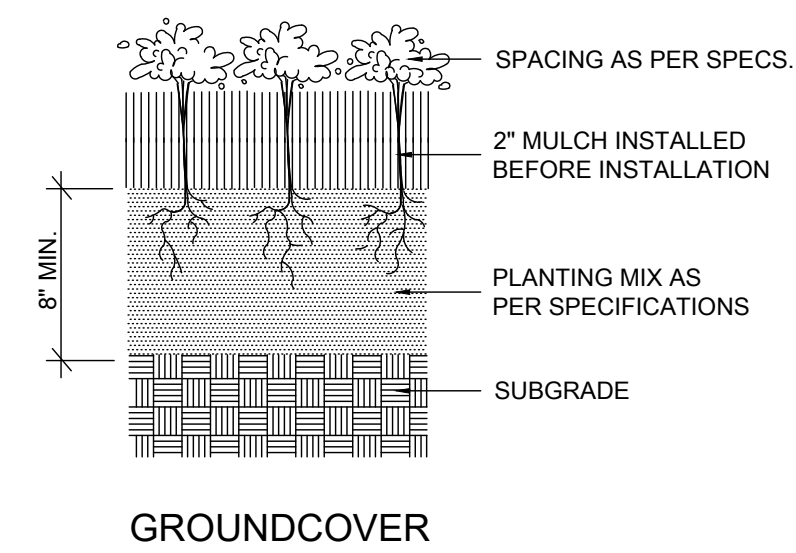 SPACING AS PER SPECS.
2" MULCH INSTALLED
BEFORE INSTALLATION
8" MIN.
PLANTING MIX AS
PER SPECIFICATIONS
SUBGRADE
GROUNDCOVER